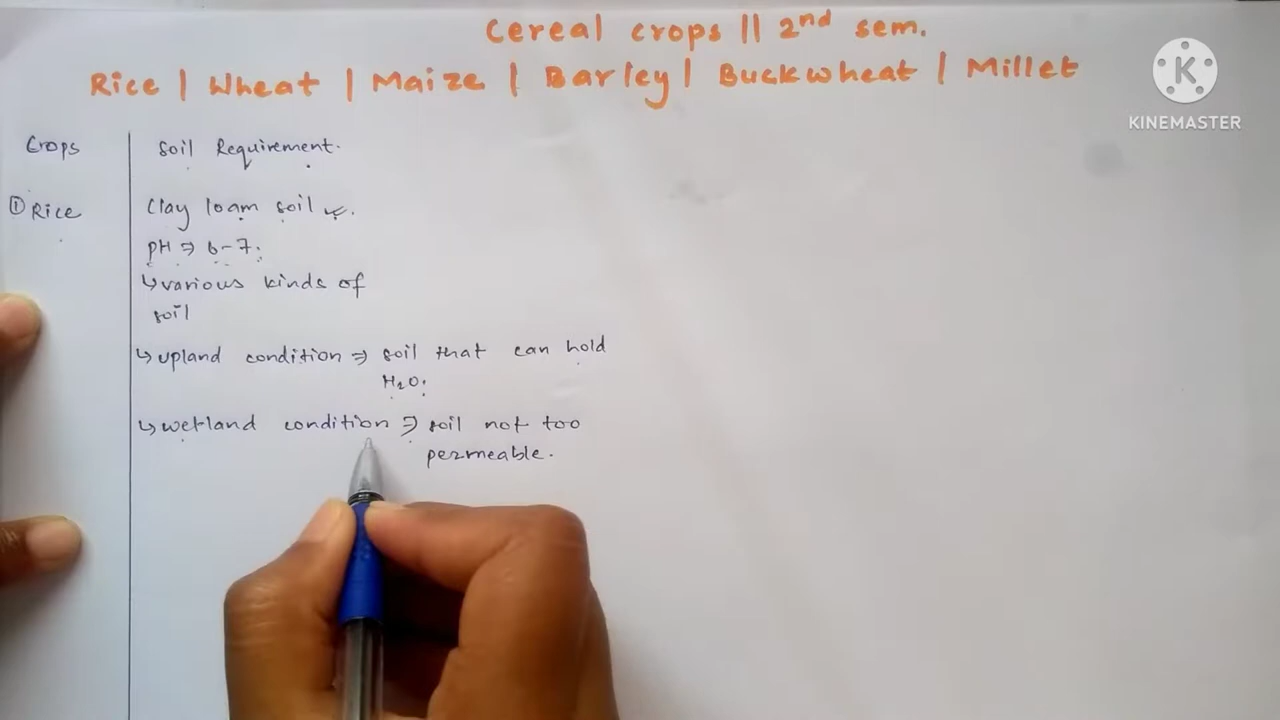 Cereal crops || 2nd sem.
Rice | Wheat | Maize | Barley | Buckwheat | Millet
KINEMASTER
Crops
Soil Requirement.
① Rice
Clay loam soil
pH ⇒ 6-7.
↳ various kinds of
soil
↳ upland condition ⇒ soil that can hold
H2O.
↳ wetland condition ⇒ soil not too
permeable.